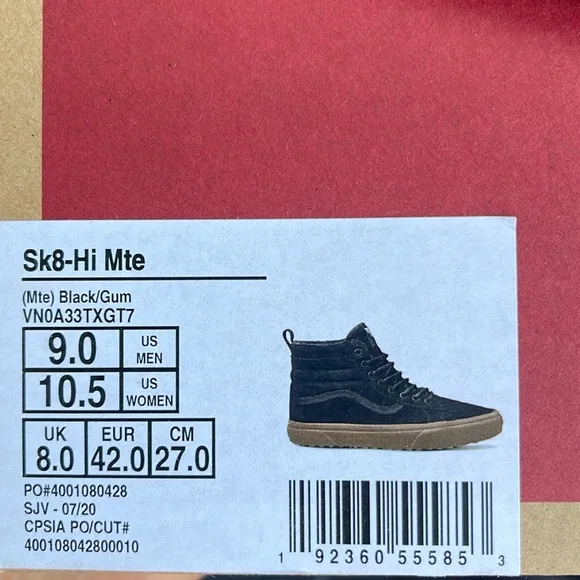 Sk8-Hi Mte
(Mte) Black/Gum
VN0A33TXGT7
9.0 US MEN
10.5 US WOMEN
UK EUR CM
8.0 42.0 27.0
PO#4001080428
SJV - 07/20
CPSIA PO/CUT#
400108042800010
1 92360 55585 3